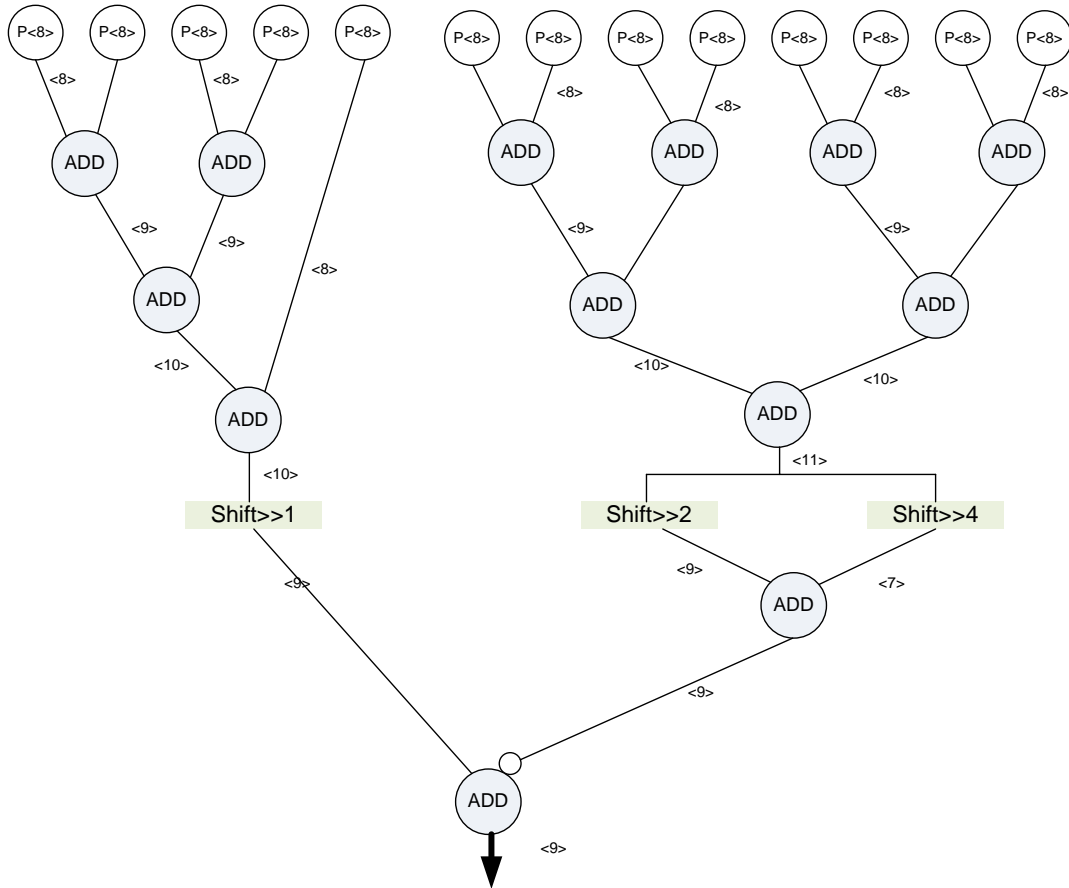 P<8> P<8> P<8> P<8> P<8> P<8> P<8> P<8> P<8> P<8> P<8> P<8> P<8>
<8> <8> <8> <8> <8> <8>
ADD ADD ADD ADD ADD ADD
<9> <9> <9> <9>
<8>
ADD ADD ADD
<10> <10> <10>
ADD ADD
<10> <11>
Shift>>1 Shift>>2 Shift>>4
<9> <9> <7>
ADD
<9>
ADD
<9>